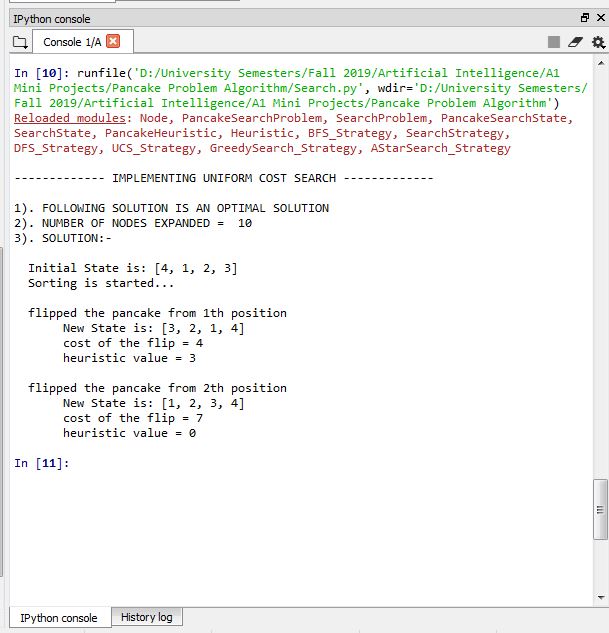 IPython console
Console 1/A
In [10]: runfile('D:/University Semesters/Fall 2019/Artificial Intelligence/A1
Mini Projects/Pancake Problem Algorithm/Search.py', wdir='D:/University Semesters/
Fall 2019/Artificial Intelligence/A1 Mini Projects/Pancake Problem Algorithm')
Reloaded modules: Node, PancakeSearchProblem, SearchProblem, PancakeSearchState,
SearchState, PancakeHeuristic, Heuristic, BFS_Strategy, SearchStrategy,
DFS_Strategy, UCS_Strategy, GreedySearch_Strategy, AStarSearch_Strategy
------------- IMPLEMENTING UNIFORM COST SEARCH -------------
1). FOLLOWING SOLUTION IS AN OPTIMAL SOLUTION
2). NUMBER OF NODES EXPANDED =  10
3). SOLUTION:-
Initial State is: [4, 1, 2, 3]
Sorting is started...
flipped the pancake from 1th position
New State is: [3, 2, 1, 4]
cost of the flip = 4
heuristic value = 3
flipped the pancake from 2th position
New State is: [1, 2, 3, 4]
cost of the flip = 7
heuristic value = 0
In [11]:
IPython console
History log